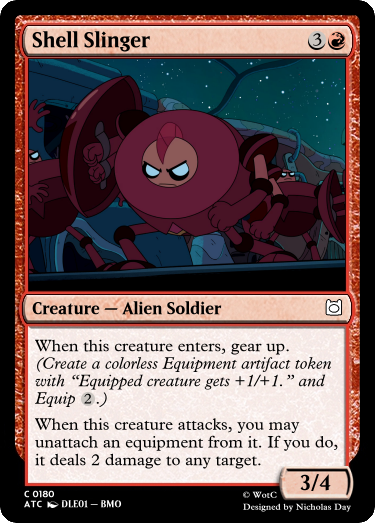 Shell Slinger 3
Creature — Alien Soldier
When this creature enters, gear up.
(Create a colorless Equipment artifact token
with “Equipped creature gets +1/+1.” and
Equip 2.)
When this creature attacks, you may
unattach an equipment from it. If you do,
it deals 2 damage to any target.
3/4
C 0180
ATC DLE01 – BMO
© WotC
Designed by Nicholas Day